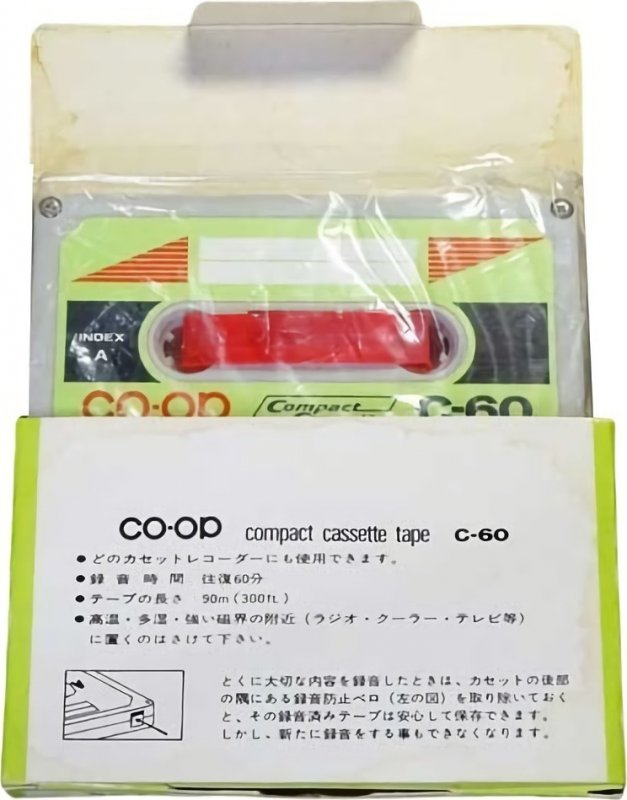 INDEX
A
co-op Compact C-60
co-op compact cassette tape C-60
●どのカセットレコーダーにも使用できます。
●録音時間 往復60分
●テープの長さ 90m(300ft.)
●高温・多湿・強い磁界の附近(ラジオ・クーラー・テレビ等)
に置くのはさけて下さい。
とくに大切な内容を録音したときは、カセットの後部
の隅にある録音防止ベロ(左の図)を取り除いておく
と、その録音済みテープは安心して保存できます。
しかし、新たに録音をする事もできなくなります。